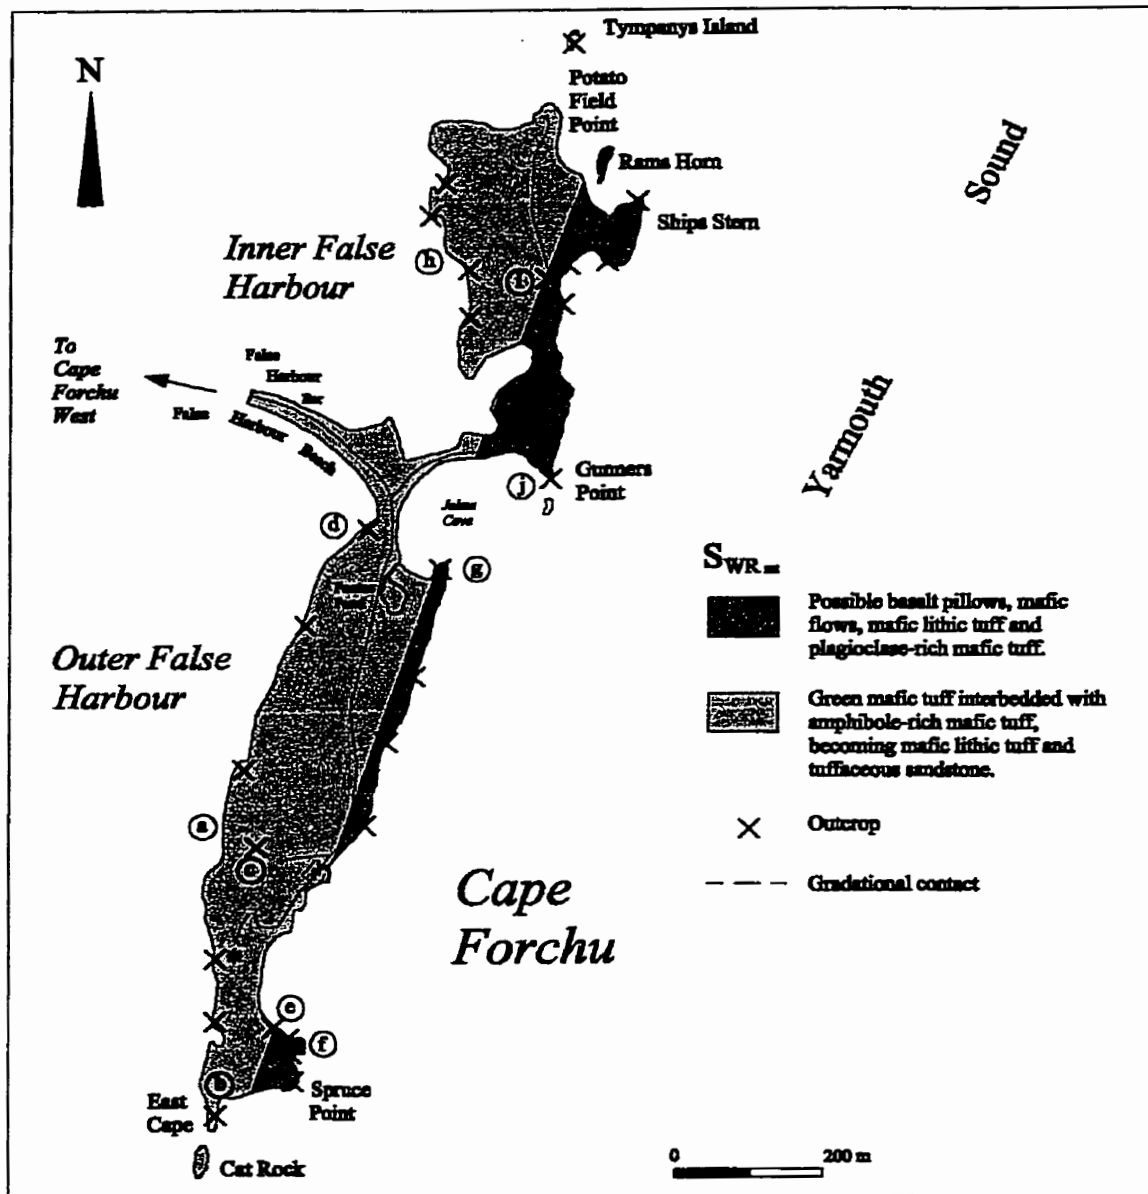 Tympanys Island
N
Potato
Field
Point
Rams Horn
Sound
Ships Stern
Inner False
Harbour
h
i
To
Cape
Forchu
West
False
Harbour
Bar
False
Harbour
Beach
Yarmouth
Gunners
Point
j
Johns
Cove
d
g
S WR
Possible basalt pillows, mafic
flows, mafic lithic tuff and
plagioclase-rich mafic tuff.
Outer False
Harbour
Green mafic tuff interbedded with
amphibole-rich mafic tuff,
becoming mafic lithic tuff and
tuffaceous sandstone.
a
Outcrop
c
Cape
Forchu
Gradational contact
e
f
b
East
Cape
Spruce
Point
Cat Rock
0 200 m